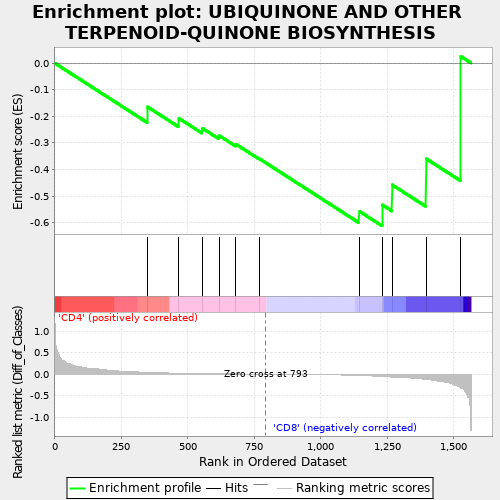 Enrichment plot: UBIQUINONE AND OTHER
TERPENOID-QUINONE BIOSYNTHESIS
Enrichment score (ES)
0.0
-0.1
-0.2
-0.3
-0.4
-0.5
-0.6
'CD4' (positively correlated)
Ranked list metric (Diff_of_Classes)
1.0
0.5
0.0
-0.5
-1.0
Zero cross at 793
'CD8' (negatively correlated)
0 250 500 750 1,000 1,250 1,500
Rank in Ordered Dataset
Enrichment profile Hits Ranking metric scores